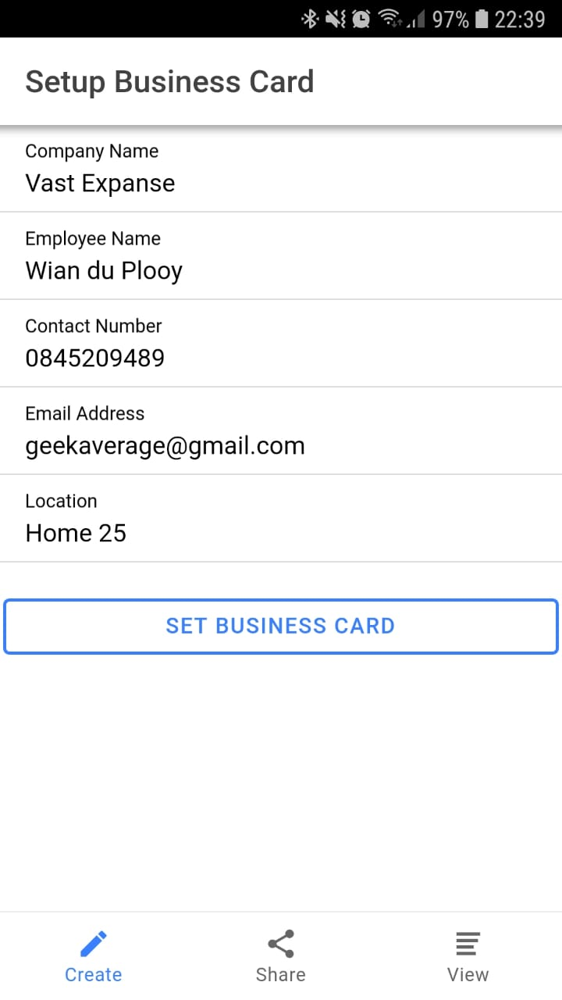 97% 22:39
Setup Business Card
Company Name
Vast Expanse
Employee Name
Wian du Plooy
Contact Number
0845209489
Email Address
geekaverage@gmail.com
Location
Home 25
SET BUSINESS CARD
Create Share View